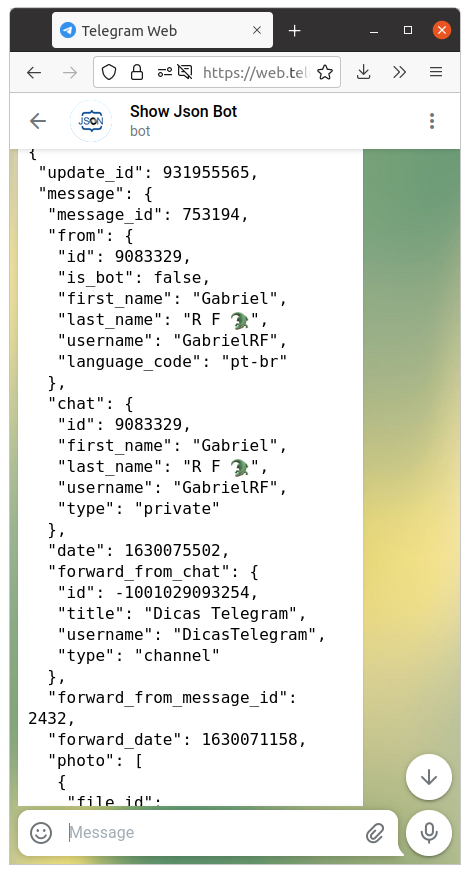 Telegram Web
https://web.tel
JSON
Show Json Bot
bot
{
"update_id": 931955565,
"message": {
"message_id": 753194,
"from": {
"id": 9083329,
"is_bot": false,
"first_name": "Gabriel",
"last_name": "R F 🐊",
"username": "GabrielRF",
"language_code": "pt-br"
},
"chat": {
"id": 9083329,
"first_name": "Gabriel",
"last_name": "R F 🐊",
"username": "GabrielRF",
"type": "private"
},
"date": 1630075502,
"forward_from_chat": {
"id": -1001029093254,
"title": "Dicas Telegram",
"username": "DicasTelegram",
"type": "channel"
},
"forward_from_message_id":
2432,
"forward_date": 1630071158,
"photo": [
{
"file_id":
Message